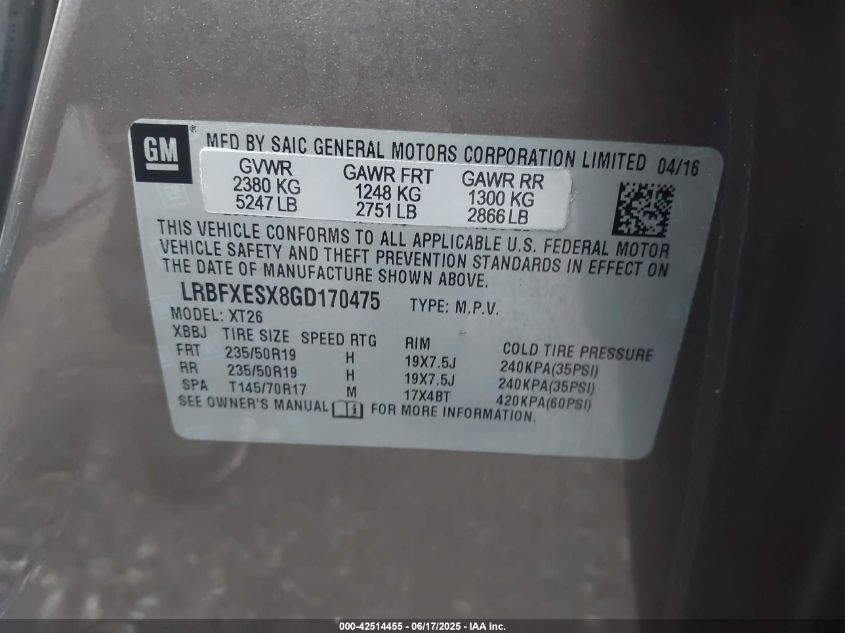 GM ® MFD BY SAIC GENERAL MOTORS CORPORATION LIMITED 04/16
GVWR GAWR FRT GAWR RR
2380 KG 1248 KG 1300 KG
5247 LB 2751 LB 2866 LB
THIS VEHICLE CONFORMS TO ALL APPLICABLE U.S. FEDERAL MOTOR
VEHICLE SAFETY AND THEFT PREVENTION STANDARDS IN EFFECT ON
THE DATE OF MANUFACTURE SHOWN ABOVE.
LRBFXESX8GD170475 TYPE: M.P.V.
MODEL: XT26
XBBJ TIRE SIZE SPEED RTG RIM COLD TIRE PRESSURE
FRT 235/50R19 H 19X7.5J 240KPA(35PSI)
RR 235/50R19 H 19X7.5J 240KPA(35PSI)
SPA T145/70R17 M 17X4BT 420KPA(60PSI)
SEE OWNER'S MANUAL i FOR MORE INFORMATION.
000-42514455 - 06/17/2025 - IAA Inc.